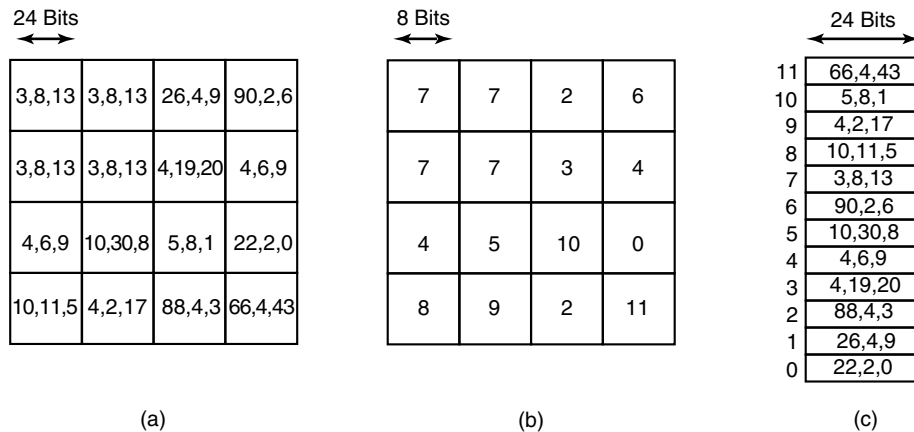 24 Bits
3,8,13 3,8,13 26,4,9 90,2,6
3,8,13 3,8,13 4,19,20 4,6,9
4,6,9 10,30,8 5,8,1 22,2,0
10,11,5 4,2,17 88,4,3 66,4,43
(a)
8 Bits
7 7 2 6
7 7 3 4
4 5 10 0
8 9 2 11
(b)
24 Bits
11 66,4,43
10 5,8,1
9 4,2,17
8 10,11,5
7 3,8,13
6 90,2,6
5 10,30,8
4 4,6,9
3 4,19,20
2 88,4,3
1 26,4,9
0 22,2,0
(c)